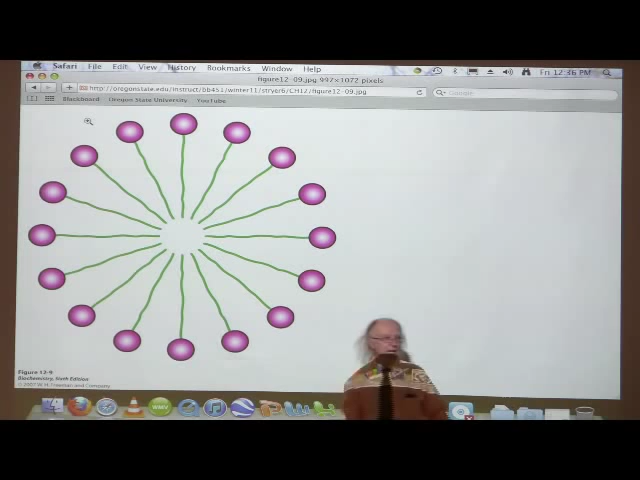 Safari File Edit View History Bookmarks Window Help Fri 12:36 PM
figure12-09.jpg 997×1072 pixels
http://oregonstate.edu/instruct/bb451/winter11/stryer6/CH12/figure12-09.jpg Google
Blackboard Oregon State University YouTube
Figure 12-9
Biochemistry, Sixth Edition
© 2007 W. H. Freeman and Company
WMV